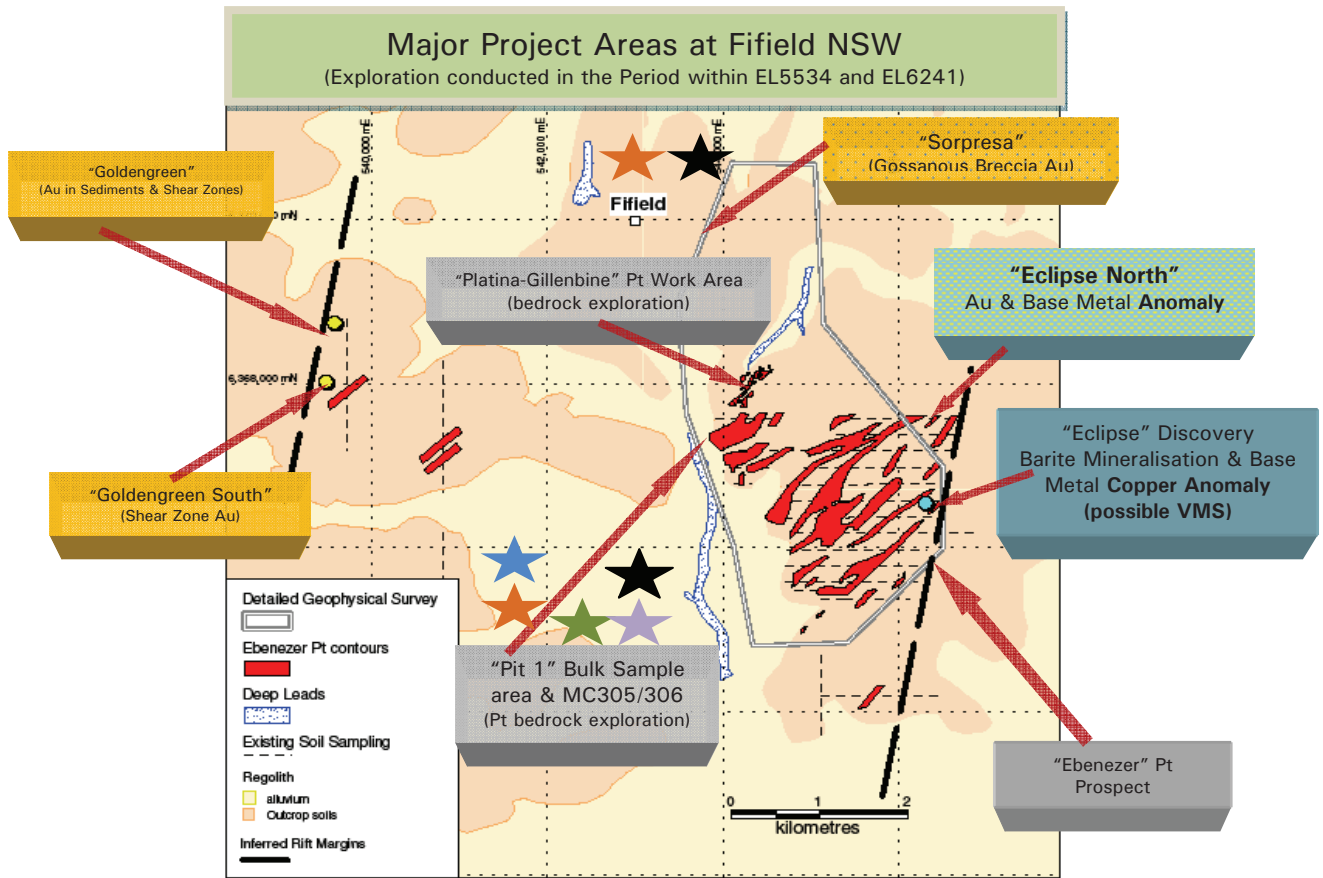 Major Project Areas at Fifield NSW
(Exploration conducted in the Period within EL5534 and EL6241)
540,000 mE
542,000 mE
"Goldengreen"
(Au in Sediments & Shear Zones)
"Sorpresa"
(Gossanous Breccia Au)
Fifield
"Platina-Gillenbine" Pt Work Area
(bedrock exploration)
"Eclipse North"
Au & Base Metal Anomaly
6,368,000 mN
"Eclipse" Discovery
Barite Mineralisation & Base
Metal Copper Anomaly
(possible VMS)
"Goldengreen South"
(Shear Zone Au)
Detailed Geophysical Survey
Ebenezer Pt contours
Deep Leads
Existing Soil Sampling
Regolith
alluvium
Outcrop soils
Inferred Rift Margins
"Pit 1" Bulk Sample
area & MC305/306
(Pt bedrock exploration)
"Ebenezer" Pt
Prospect
0 1 2
kilometres